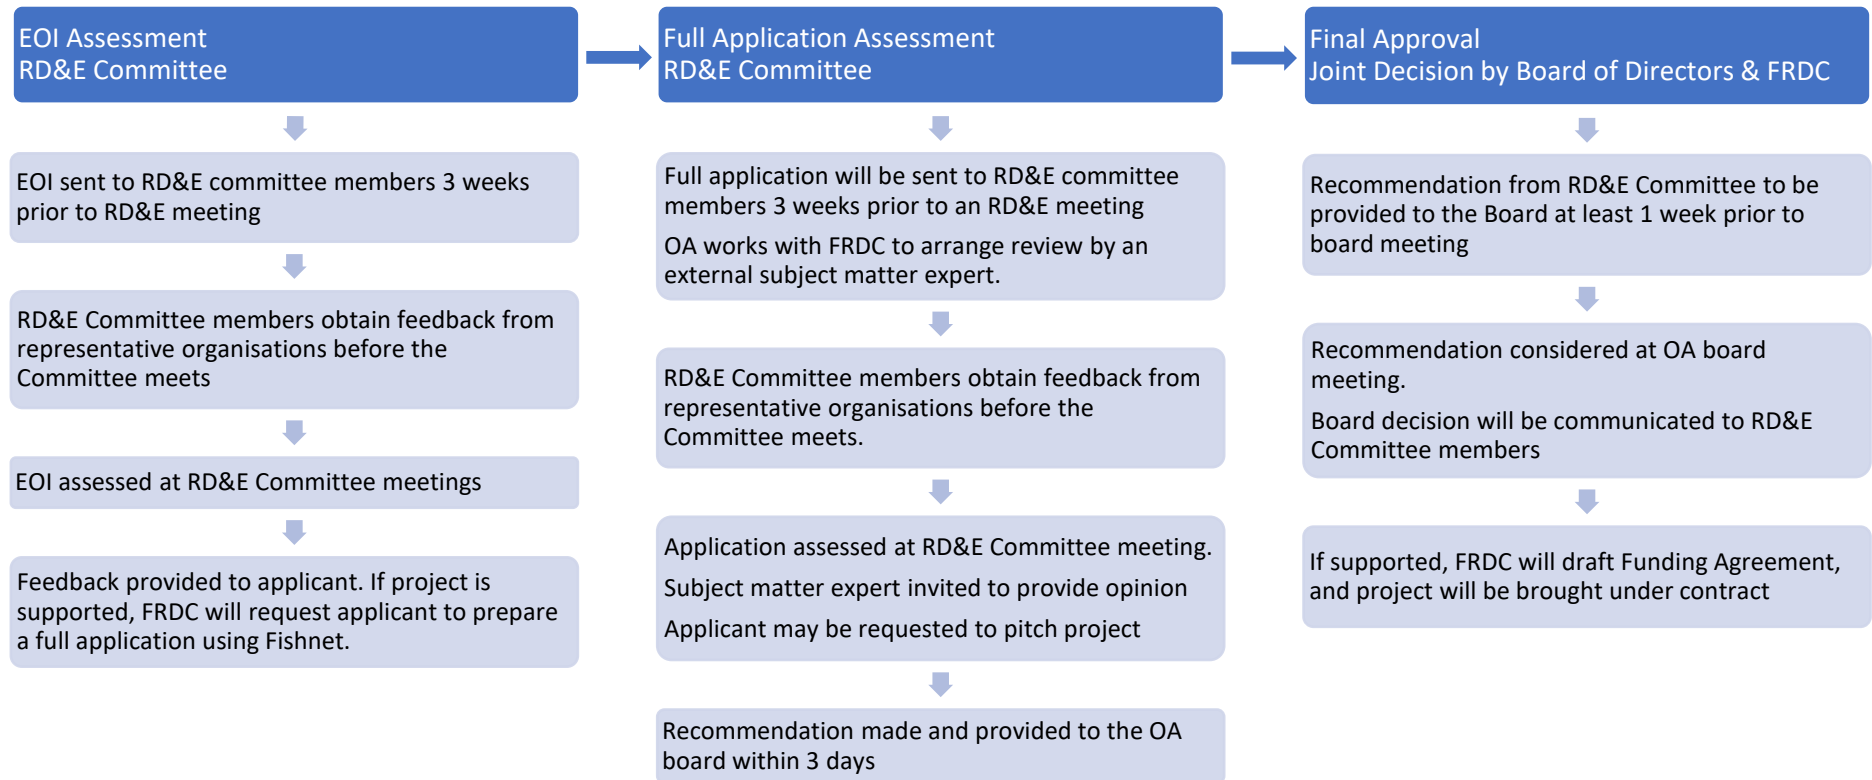 EOI Assessment
RD&E Committee
EOI sent to RD&E committee members 3 weeks
prior to RD&E meeting
RD&E Committee members obtain feedback from
representative organisations before the
Committee meets
EOI assessed at RD&E Committee meetings
Feedback provided to applicant. If project is
supported, FRDC will request applicant to prepare
a full application using Fishnet.
Full Application Assessment
RD&E Committee
Full application will be sent to RD&E committee
members 3 weeks prior to an RD&E meeting
OA works with FRDC to arrange review by an
external subject matter expert.
RD&E Committee members obtain feedback from
representative organisations before the
Committee meets.
Application assessed at RD&E Committee meeting.
Subject matter expert invited to provide opinion
Applicant may be requested to pitch project
Recommendation made and provided to the OA
board within 3 days
Final Approval
Joint Decision by Board of Directors & FRDC
Recommendation from RD&E Committee to be
provided to the Board at least 1 week prior to
board meeting
Recommendation considered at OA board
meeting.
Board decision will be communicated to RD&E
Committee members
If supported, FRDC will draft Funding Agreement,
and project will be brought under contract